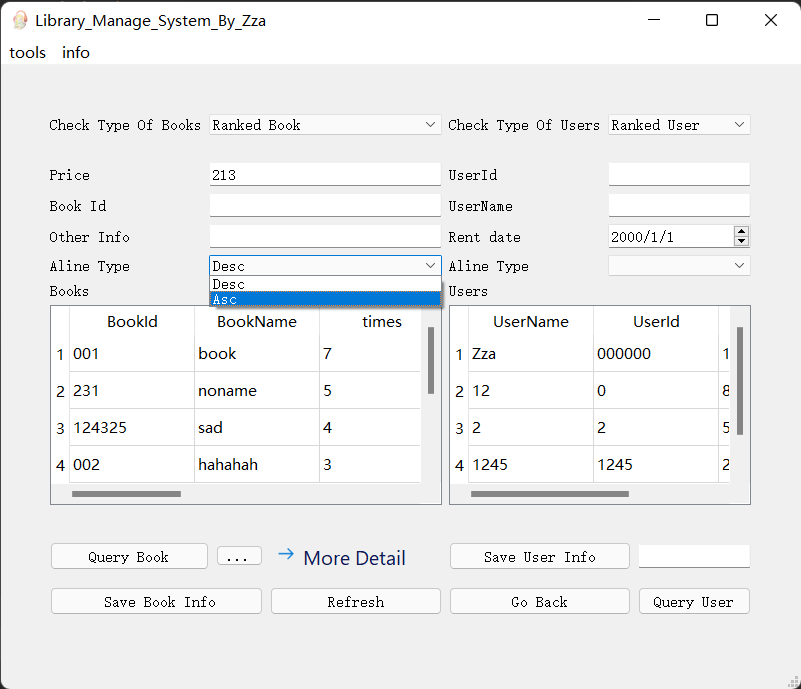 Library_Manage_System_By_Zza
tools info
Check Type Of Books Ranked Book Check Type Of Users Ranked User
Price 213 UserId
Book Id UserName
Other Info Rent date 2000/1/1
Aline Type Desc Aline Type
Desc
Asc
Books Users
BookId BookName times UserName UserId
1 001 book 7 1 Zza 000000 1
2 231 noname 5 2 12 0 8
3 124325 sad 4 3 2 2 5
4 002 hahahah 3 4 1245 1245 2
Query Book ... → More Detail Save User Info
Save Book Info Refresh Go Back Query User